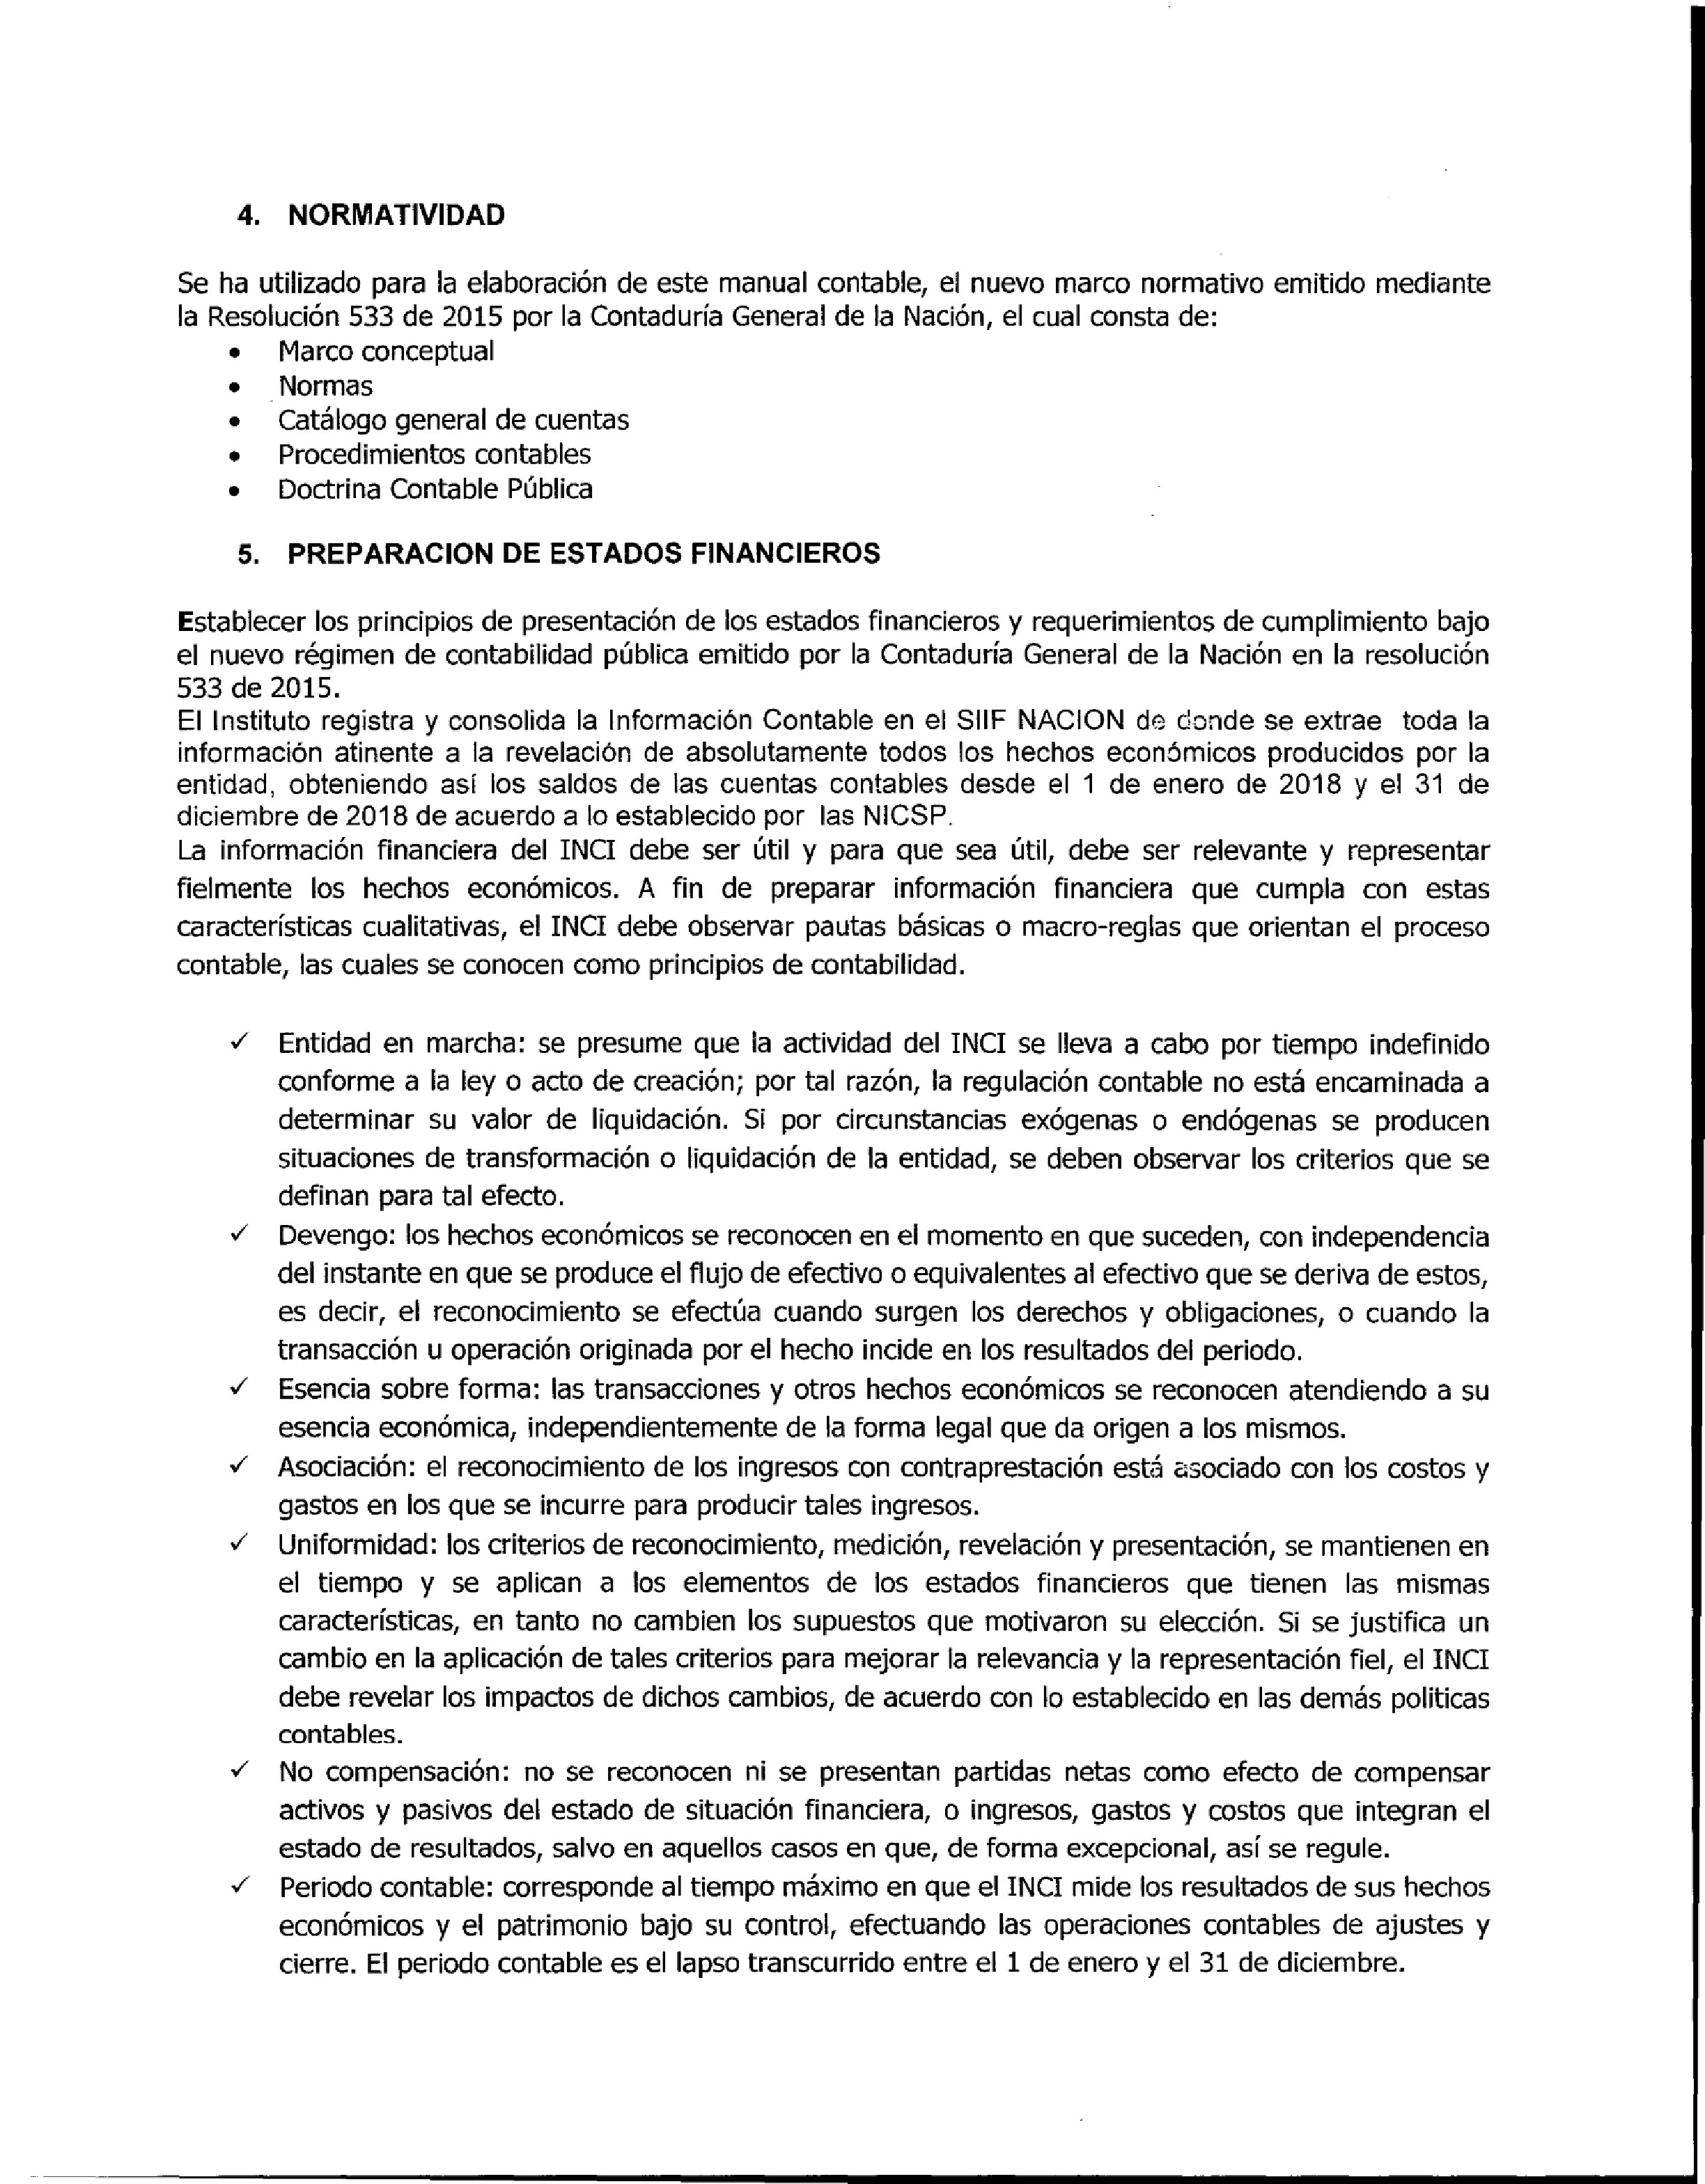 4. NORMATIVIDAD
Se ha utilizado para la elaboración de este manual contable, el nuevo marco normativo emitido mediante
la Resolución 533 de 2015 por la Contaduría General de la Nación, el cual consta de:
• Marco conceptual
• Normas
• Catálogo general de cuentas
• Procedimientos contables
• Doctrina Contable Pública
5. PREPARACION DE ESTADOS FINANCIEROS
Establecer los principios de presentación de los estados financieros y requerimientos de cumplimiento bajo
el nuevo régimen de contabilidad pública emitido por la Contaduría General de la Nación en la resolución
533 de 2015.
El Instituto registra y consolida la Información Contable en el SIIF NACION de donde se extrae toda la
información atinente a la revelación de absolutamente todos los hechos económicos producidos por la
entidad, obteniendo así los saldos de las cuentas contables desde el 1 de enero de 2018 y el 31 de
diciembre de 2018 de acuerdo a lo establecido por las NICSP.
La información financiera del INCI debe ser útil y para que sea útil, debe ser relevante y representar
fielmente los hechos económicos. A fin de preparar información financiera que cumpla con estas
características cualitativas, el INCI debe observar pautas básicas o macro-reglas que orientan el proceso
contable, las cuales se conocen como principios de contabilidad.
✓ Entidad en marcha: se presume que la actividad del INCI se lleva a cabo por tiempo indefinido
conforme a la ley o acto de creación; por tal razón, la regulación contable no está encaminada a
determinar su valor de liquidación. Si por circunstancias exógenas o endógenas se producen
situaciones de transformación o liquidación de la entidad, se deben observar los criterios que se
definan para tal efecto.
✓ Devengo: los hechos económicos se reconocen en el momento en que suceden, con independencia
del instante en que se produce el flujo de efectivo o equivalentes al efectivo que se deriva de estos,
es decir, el reconocimiento se efectúa cuando surgen los derechos y obligaciones, o cuando la
transacción u operación originada por el hecho incide en los resultados del periodo.
✓ Esencia sobre forma: las transacciones y otros hechos económicos se reconocen atendiendo a su
esencia económica, independientemente de la forma legal que da origen a los mismos.
✓ Asociación: el reconocimiento de los ingresos con contraprestación está asociado con los costos y
gastos en los que se incurre para producir tales ingresos.
✓ Uniformidad: los criterios de reconocimiento, medición, revelación y presentación, se mantienen en
el tiempo y se aplican a los elementos de los estados financieros que tienen las mismas
características, en tanto no cambien los supuestos que motivaron su elección. Si se justifica un
cambio en la aplicación de tales criterios para mejorar la relevancia y la representación fiel, el INCI
debe revelar los impactos de dichos cambios, de acuerdo con lo establecido en las demás politicas
contables.
✓ No compensación: no se reconocen ni se presentan partidas netas como efecto de compensar
activos y pasivos del estado de situación financiera, o ingresos, gastos y costos que integran el
estado de resultados, salvo en aquellos casos en que, de forma excepcional, así se regule.
✓ Periodo contable: corresponde al tiempo máximo en que el INCI mide los resultados de sus hechos
económicos y el patrimonio bajo su control, efectuando las operaciones contables de ajustes y
cierre. El periodo contable es el lapso transcurrido entre el 1 de enero y el 31 de diciembre.